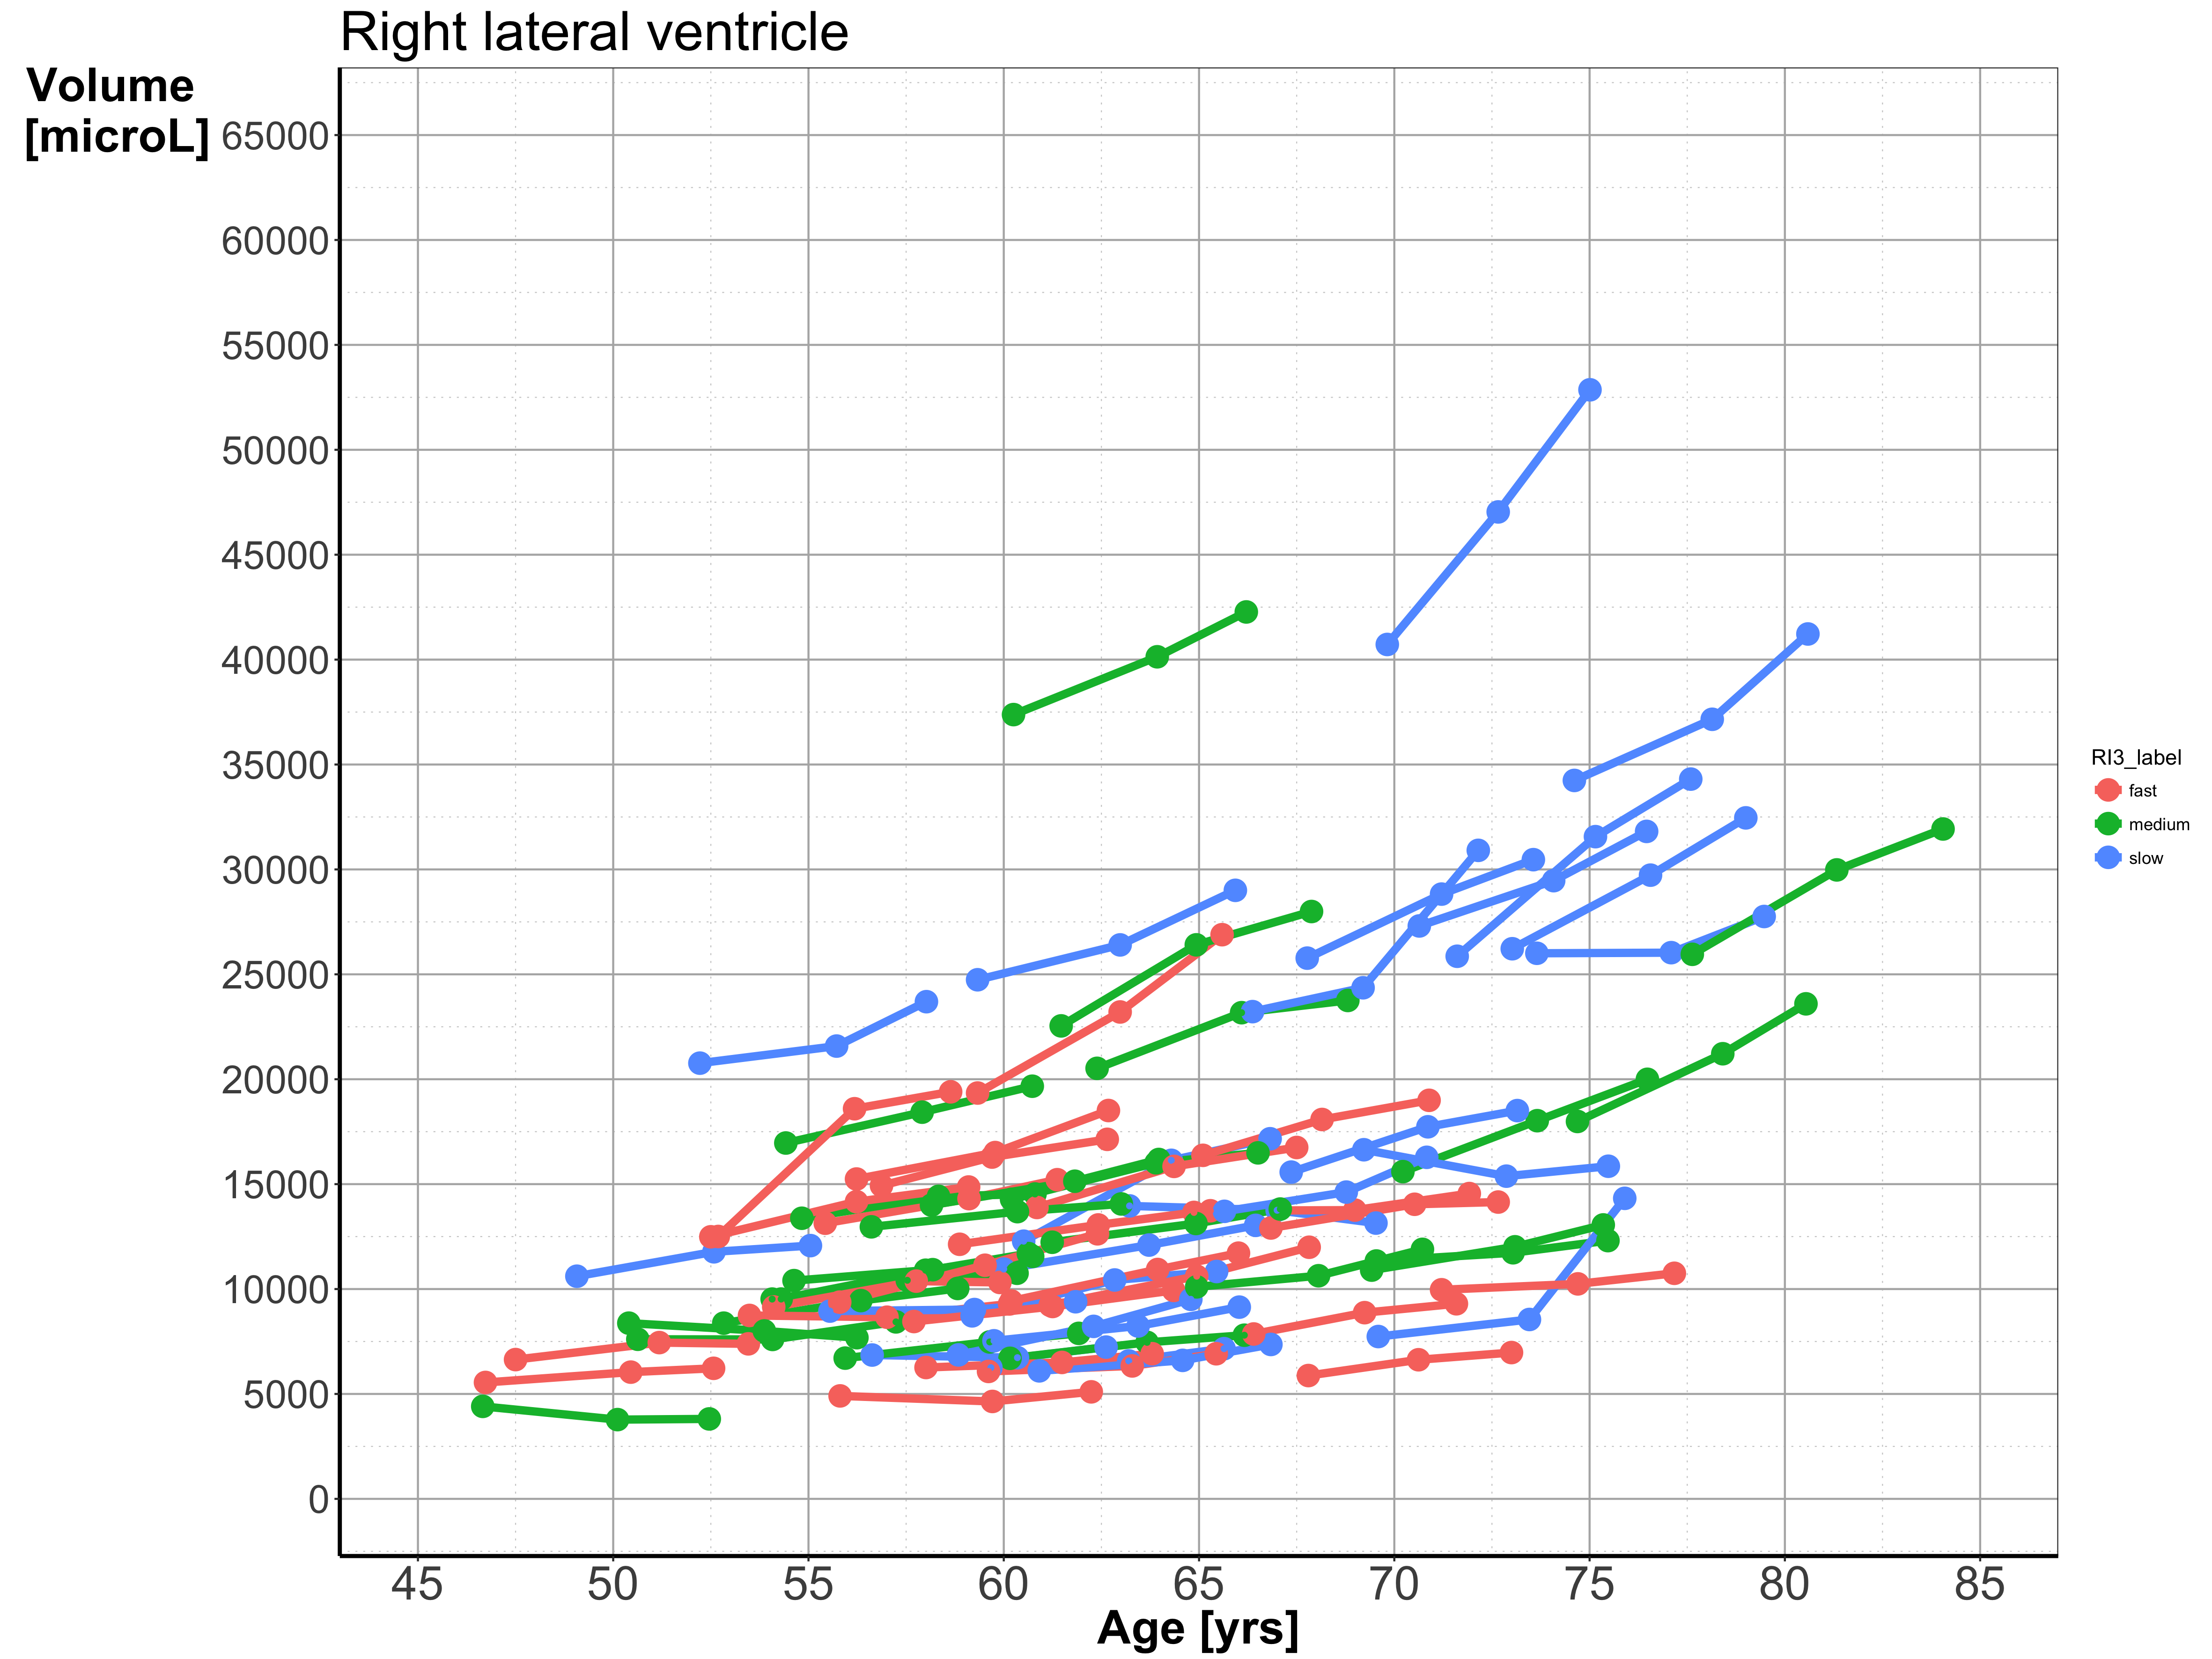 Right lateral ventricle
Volume
[microL]
65000
60000
55000
50000
45000
40000
35000
30000
25000
20000
15000
10000
5000
0
45 50 55 60 65 70 75 80 85
Age [yrs]
RI3_label
fast
medium
slow